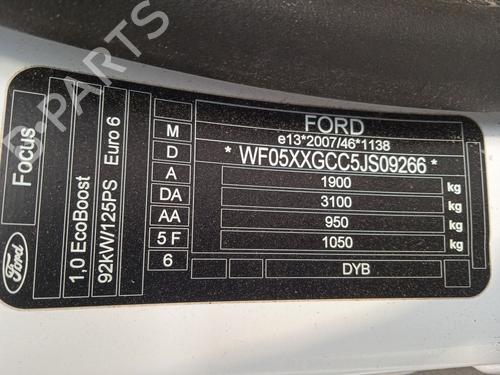 FORD
e13*2007/46*1138
* WF05XXGCC5JS09266 *
1900 kg
3100 kg
950 kg
1050 kg
DYB
M
D
A
DA
AA
5 F
6
Focus
1,0 EcoBoost
92kW/125PS Euro 6
Ford
B-PARTS